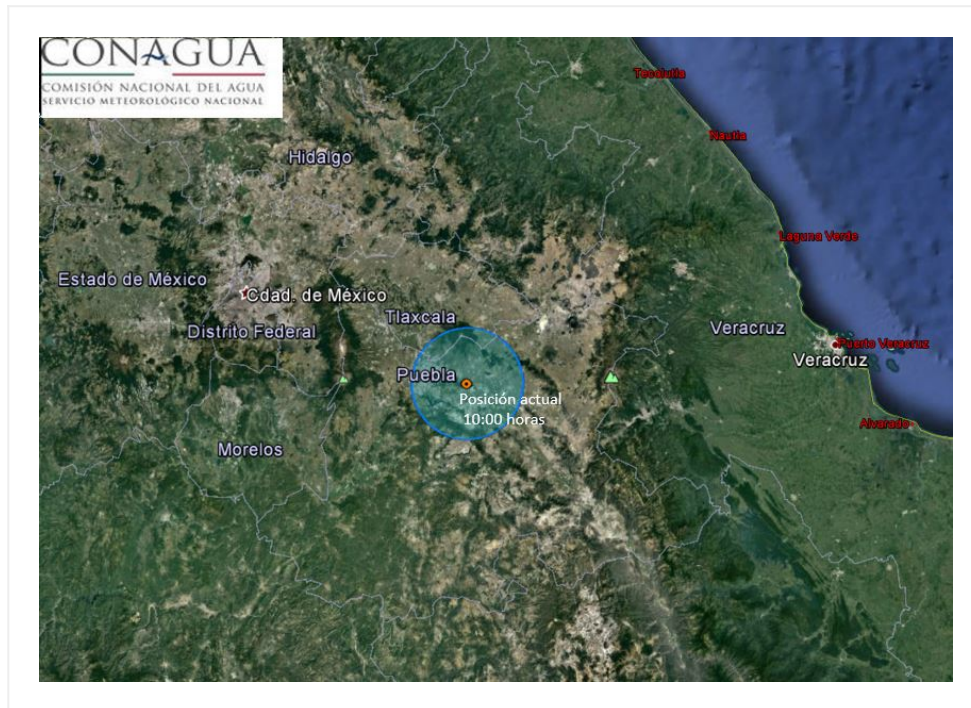 CONAGUA
COMISIÓN NACIONAL DEL AGUA
SERVICIO METEOROLÓGICO NACIONAL
Tecolutla
Nautla
Hidalgo
Laguna Verde
Estado de México
Cdad. de México
Tlaxcala
Distrito Federal
Veracruz
Puerto Veracruz
Veracruz
Puebla
Posición actual
10:00 horas
Alvarado
Morelos